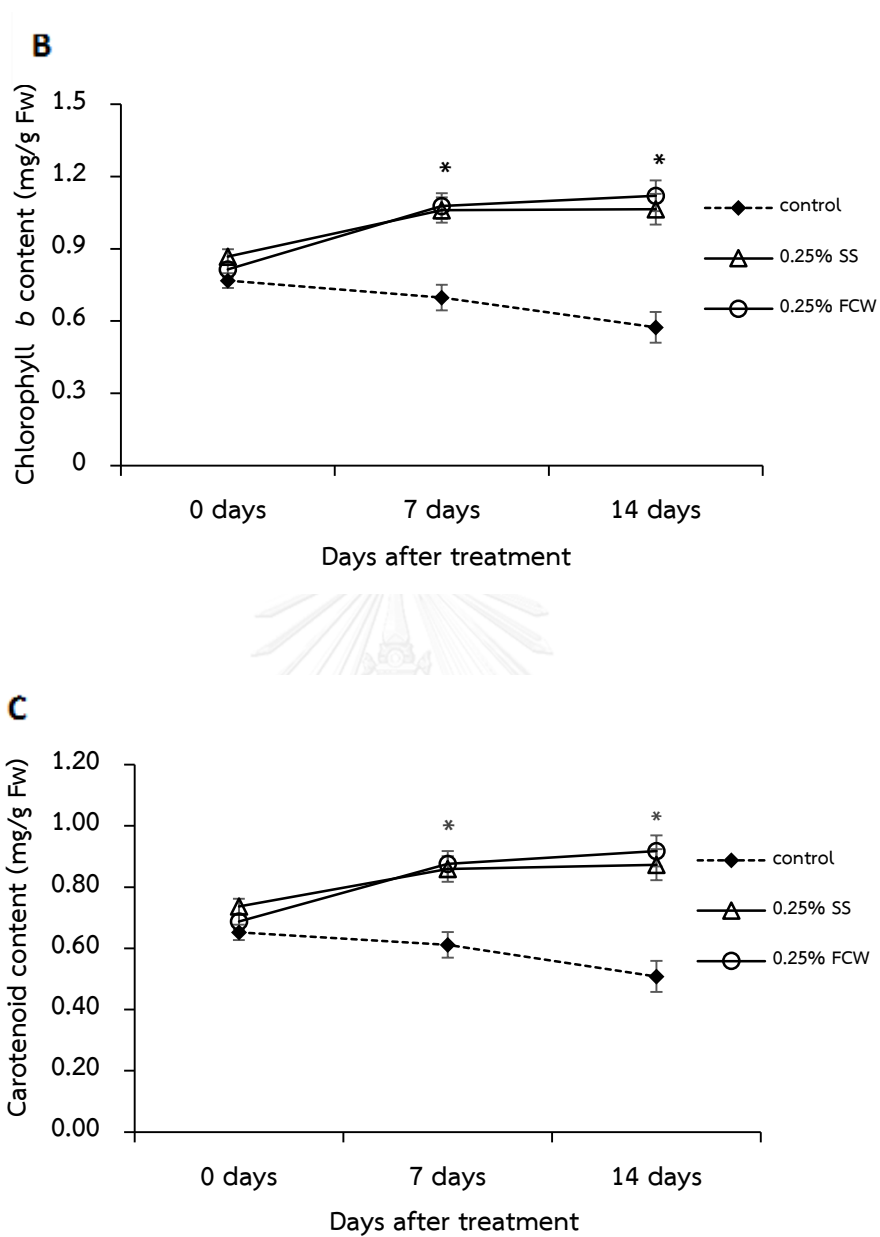 B
Chlorophyll b content (mg/g Fw)
1.5
1.2
0.9
0.6
0.3
0
*
*
control
0.25% SS
0.25% FCW
0 days 7 days 14 days
Days after treatment
C
Carotenoid content (mg/g Fw)
1.20
1.00
0.80
0.60
0.40
0.20
0.00
*
*
control
0.25% SS
0.25% FCW
0 days 7 days 14 days
Days after treatment